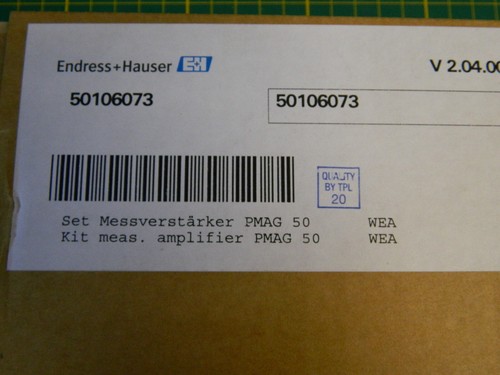 Endress+Hauser EH
V 2.04.00
50106073
50106073
QUALITY
BY TPL
20
Set Messverstärker PMAG 50 WEA
Kit meas. amplifier PMAG 50 WEA